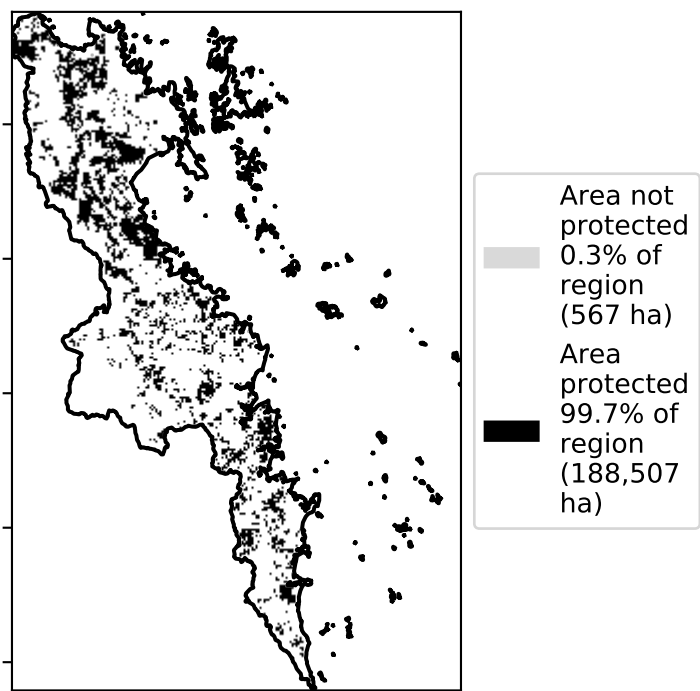 Area not
protected
0.3% of
region
(567 ha)
Area
protected
99.7% of
region
(188,507
ha)